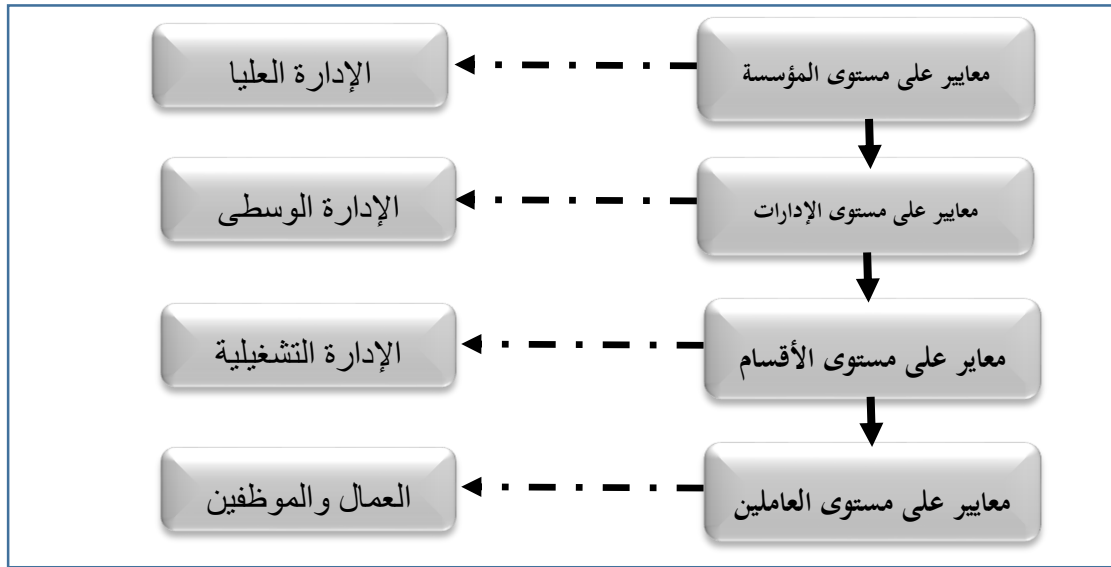 معايير على مستوى المؤسسة
الإدارة العليا
معايير على مستوى الإدارات
الإدارة الوسطى
معاير على مستوى الأقسام
الإدارة التشغيلية
معايير على مستوى العاملين
العمال والموظفين